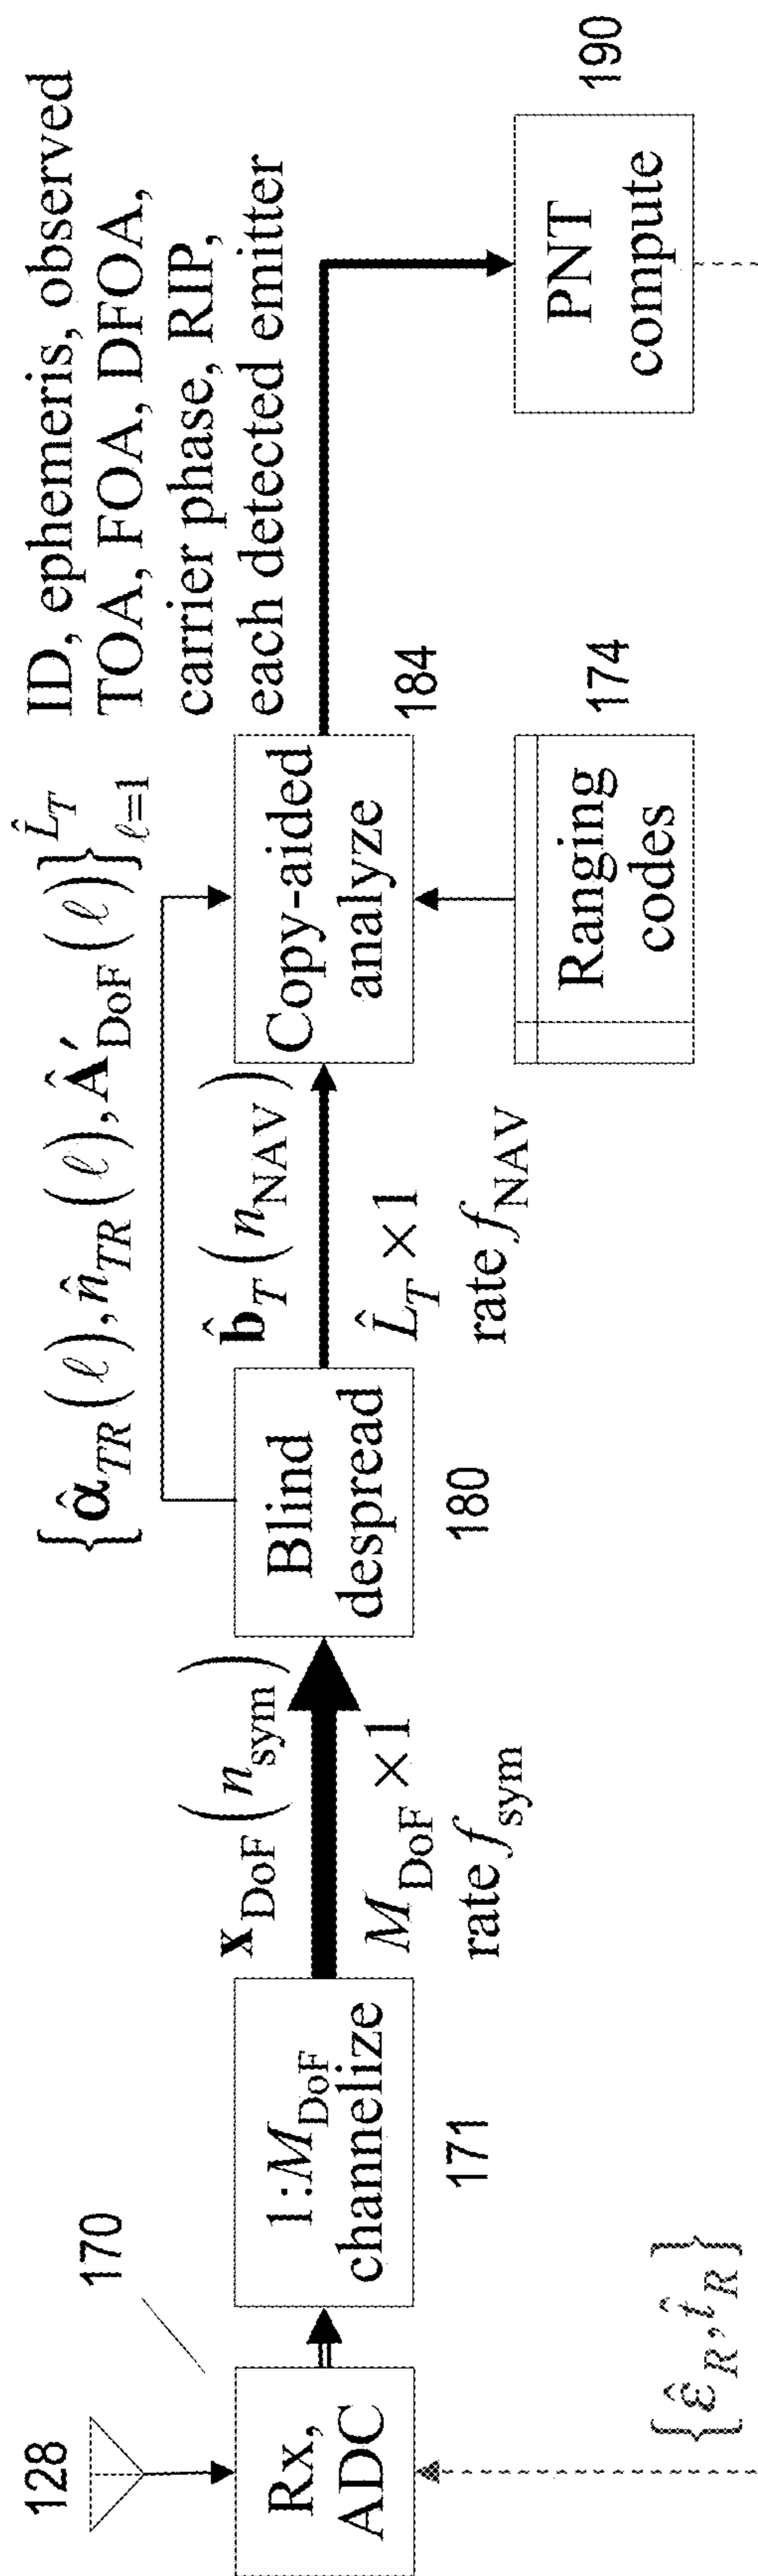 128
170
Rx,
ADC
1:M_DoF
channelize
171
x_DoF(n_sym)
M_DoF×1
rate f_sym
Blind
despread
180
{α̂_TR(ℓ), n̂_TR(ℓ), Â′_DoF(ℓ)}_ℓ=1^L̂_T
b̂_T(n_NAV)
L̂_T×1
rate f_NAV
Copy-aided
analyze
184
Ranging
codes
174
ID, ephemeris, observed
TOA, FOA, DFOA,
carrier phase, RIP,
each detected emitter
PNT
compute
190
{ε̂_R, t̂_R}